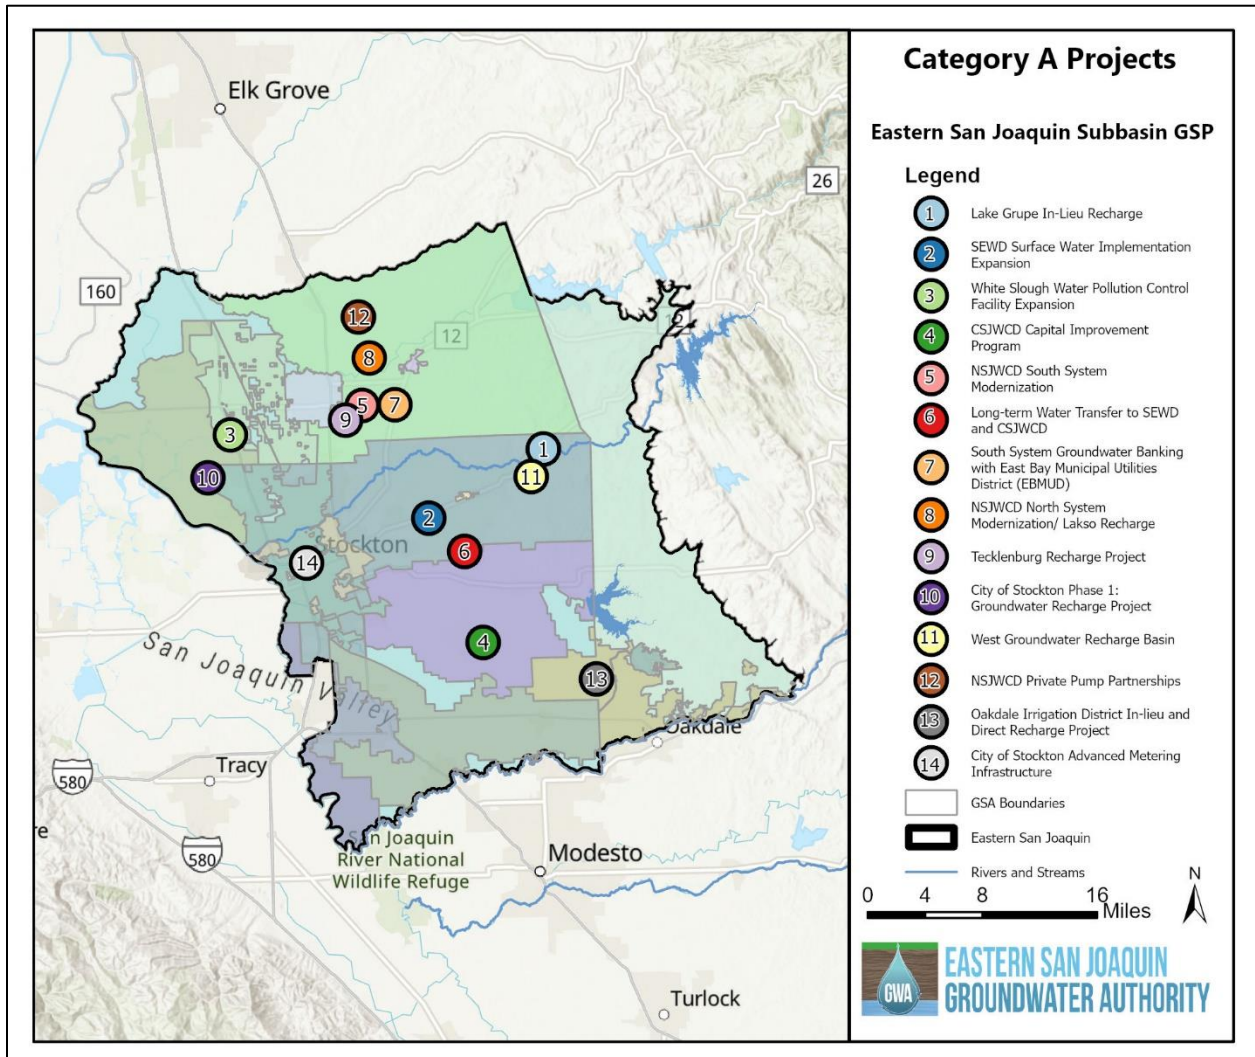 Elk Grove
26
160
12
12
12
8
5
7
9
3
10
1
11
2
Stockton
14
6
4
13
San Joaquin Valley
Oakdale
580
Tracy
580
re
San Joaquin
River National
Wildlife Refuge
Modesto
Turlock
Category A Projects
Eastern San Joaquin Subbasin GSP
Legend
1 Lake Grupe In-Lieu Recharge
2 SEWD Surface Water Implementation
Expansion
3 White Slough Water Pollution Control
Facility Expansion
4 CSJWCD Capital Improvement
Program
5 NSJWCD South System
Modernization
6 Long-term Water Transfer to SEWD
and CSJWCD
7 South System Groundwater Banking
with East Bay Municipal Utilities
District (EBMUD)
8 NSJWCD North System
Modernization/ Lakso Recharge
9 Tecklenburg Recharge Project
10 City of Stockton Phase 1:
Groundwater Recharge Project
11 West Groundwater Recharge Basin
12 NSJWCD Private Pump Partnerships
13 Oakdale Irrigation District In-lieu and
Direct Recharge Project
14 City of Stockton Advanced Metering
Infrastructure
GSA Boundaries
Eastern San Joaquin
Rivers and Streams
N
0 4 8 16
Miles
GWA
EASTERN SAN JOAQUIN
GROUNDWATER AUTHORITY